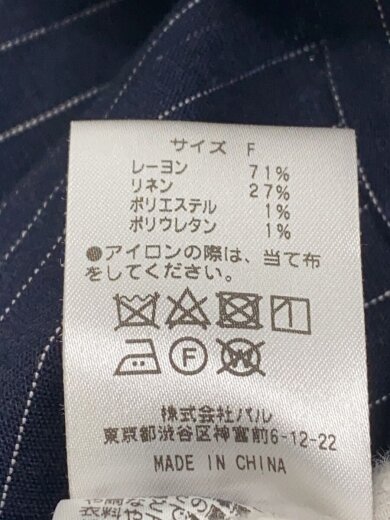 サイズ F
レーヨン 71%
リネン 27%
ポリエステル 1%
ポリウレタン 1%
●アイロンの際は、当て布
をしてください。
F W
株式会社パル
東京都渋谷区神宮前6-12-22
MADE IN CHINA